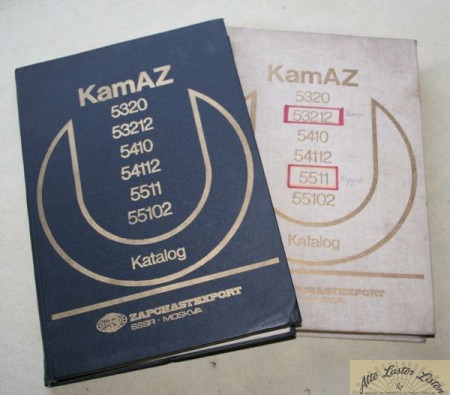 KamAZ
5320
53212
5410
54112
5511
55102
Katalog
ZAPCHASTEXPORT
SSSR · MOSKVA
KamAZ
5320
53212
5410
54112
5511
55102
Katalog
ZAPCHASTEXPORT
Alte Laster Listen